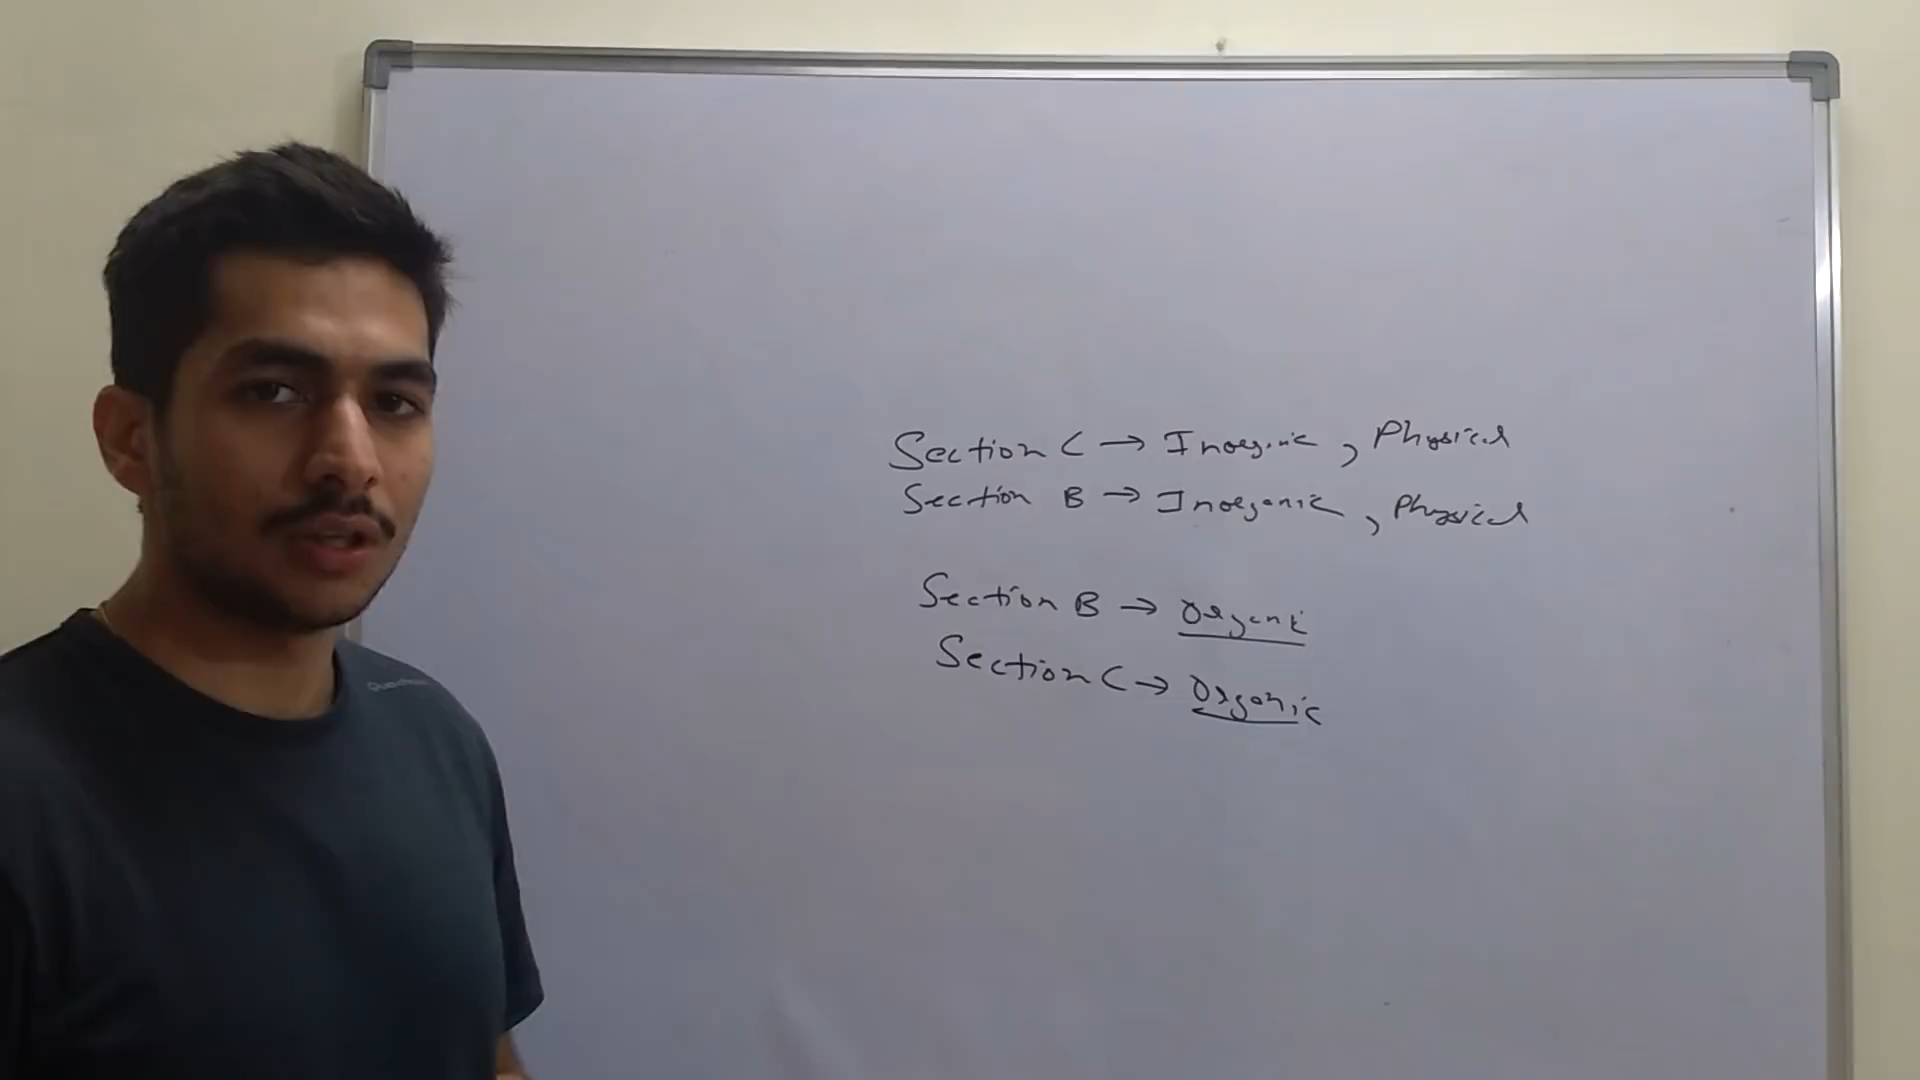 Section C → Inorganic, Physical
Section B → Inorganic, Physical
Section B → Organic
Section C → Organic